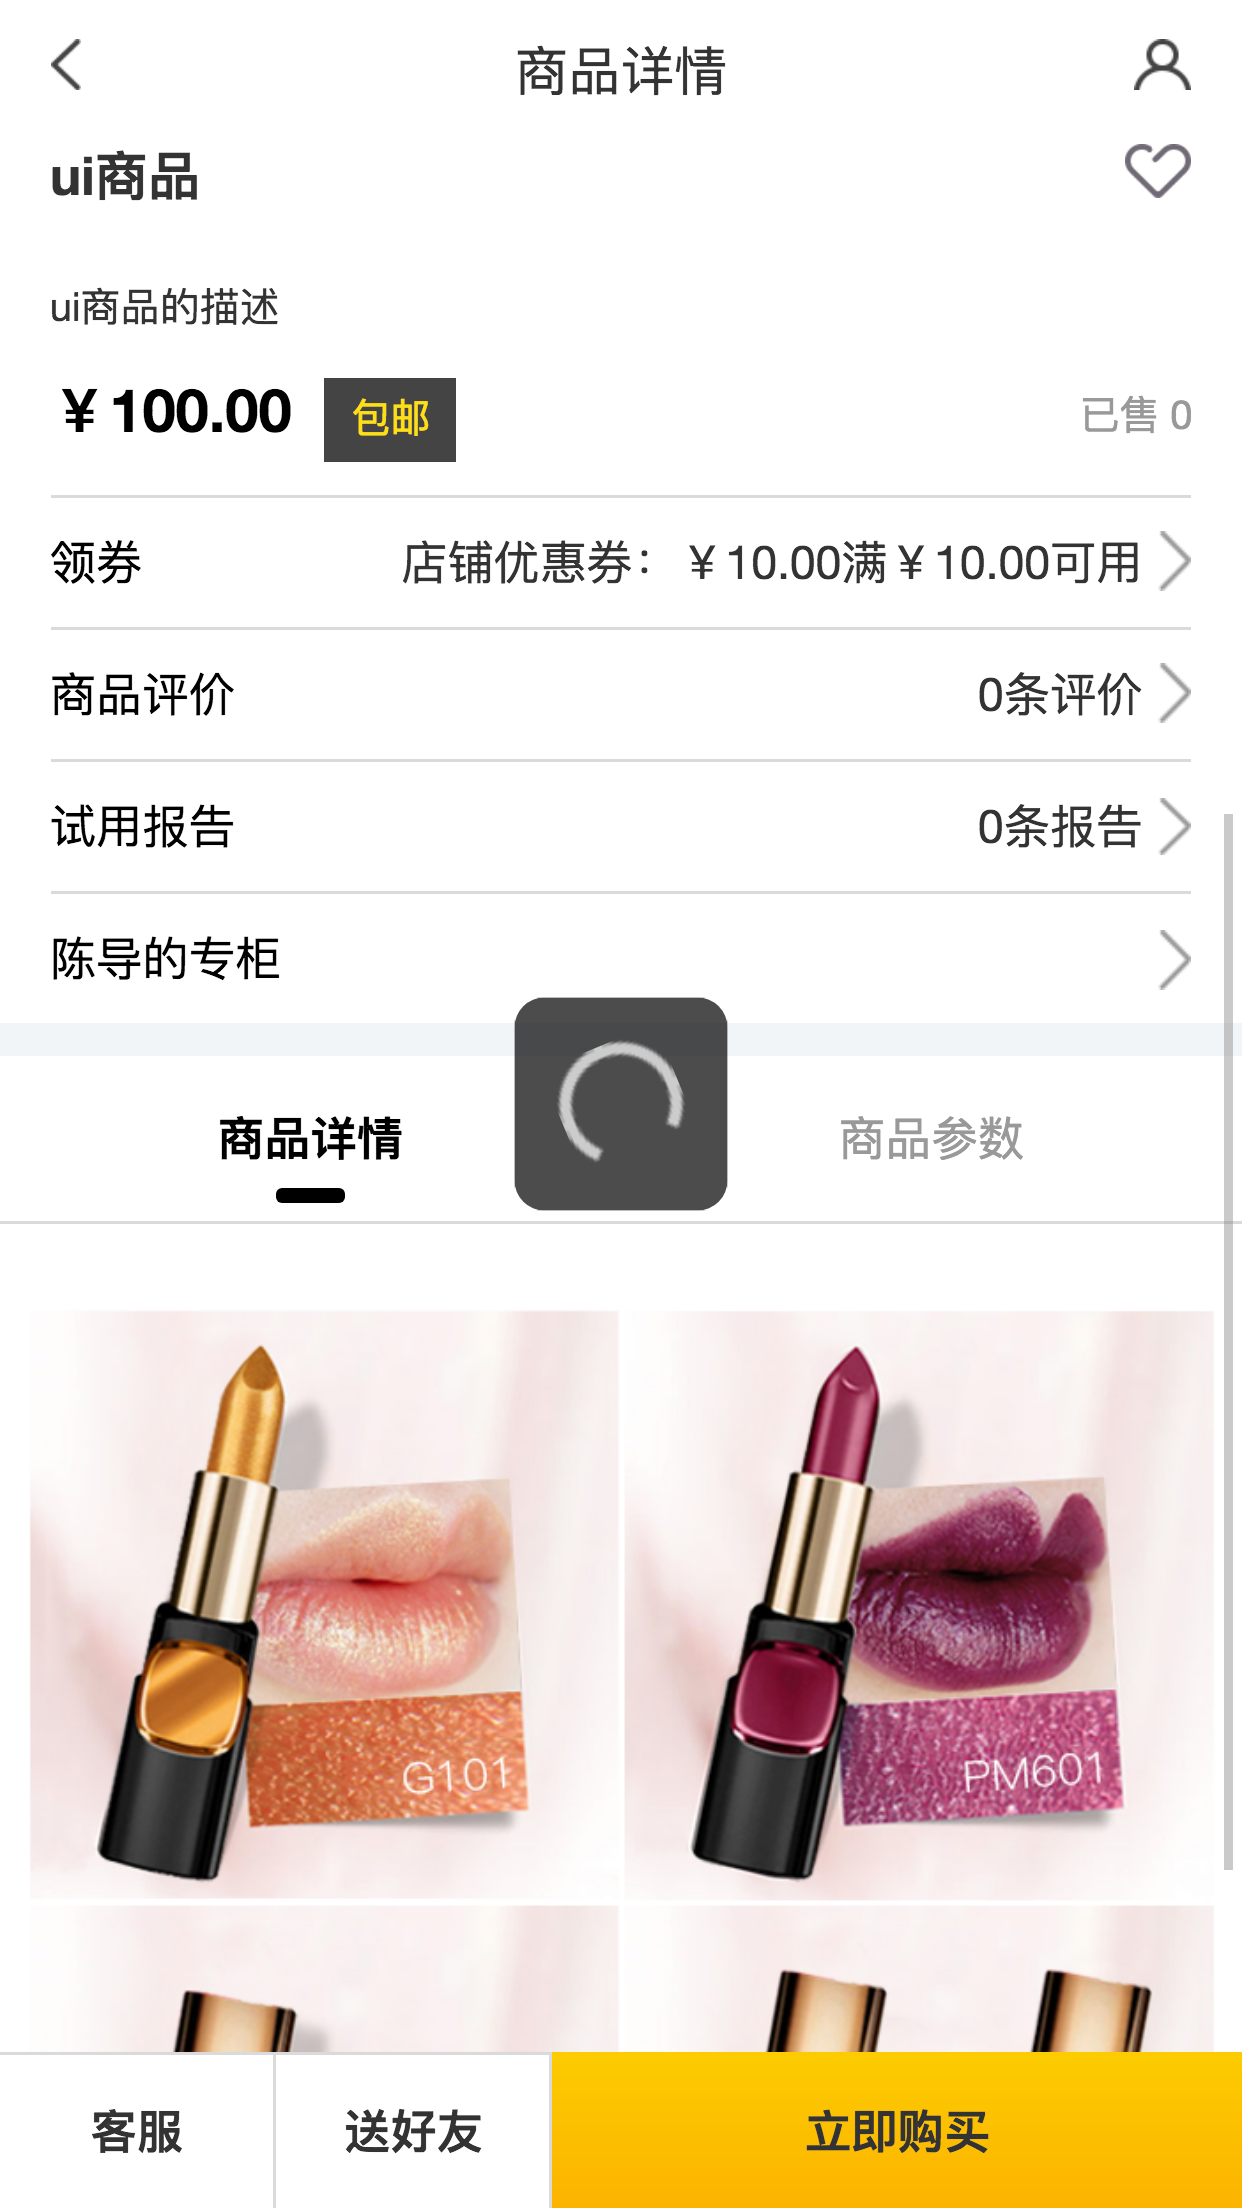 商品详情
ui商品
ui商品的描述
￥100.00 包邮 已售 0
领券 店铺优惠券：￥10.00满￥10.00可用
商品评价 0条评价
试用报告 0条报告
陈导的专柜
商品详情 商品参数
G101 PM601
客服 送好友 立即购买